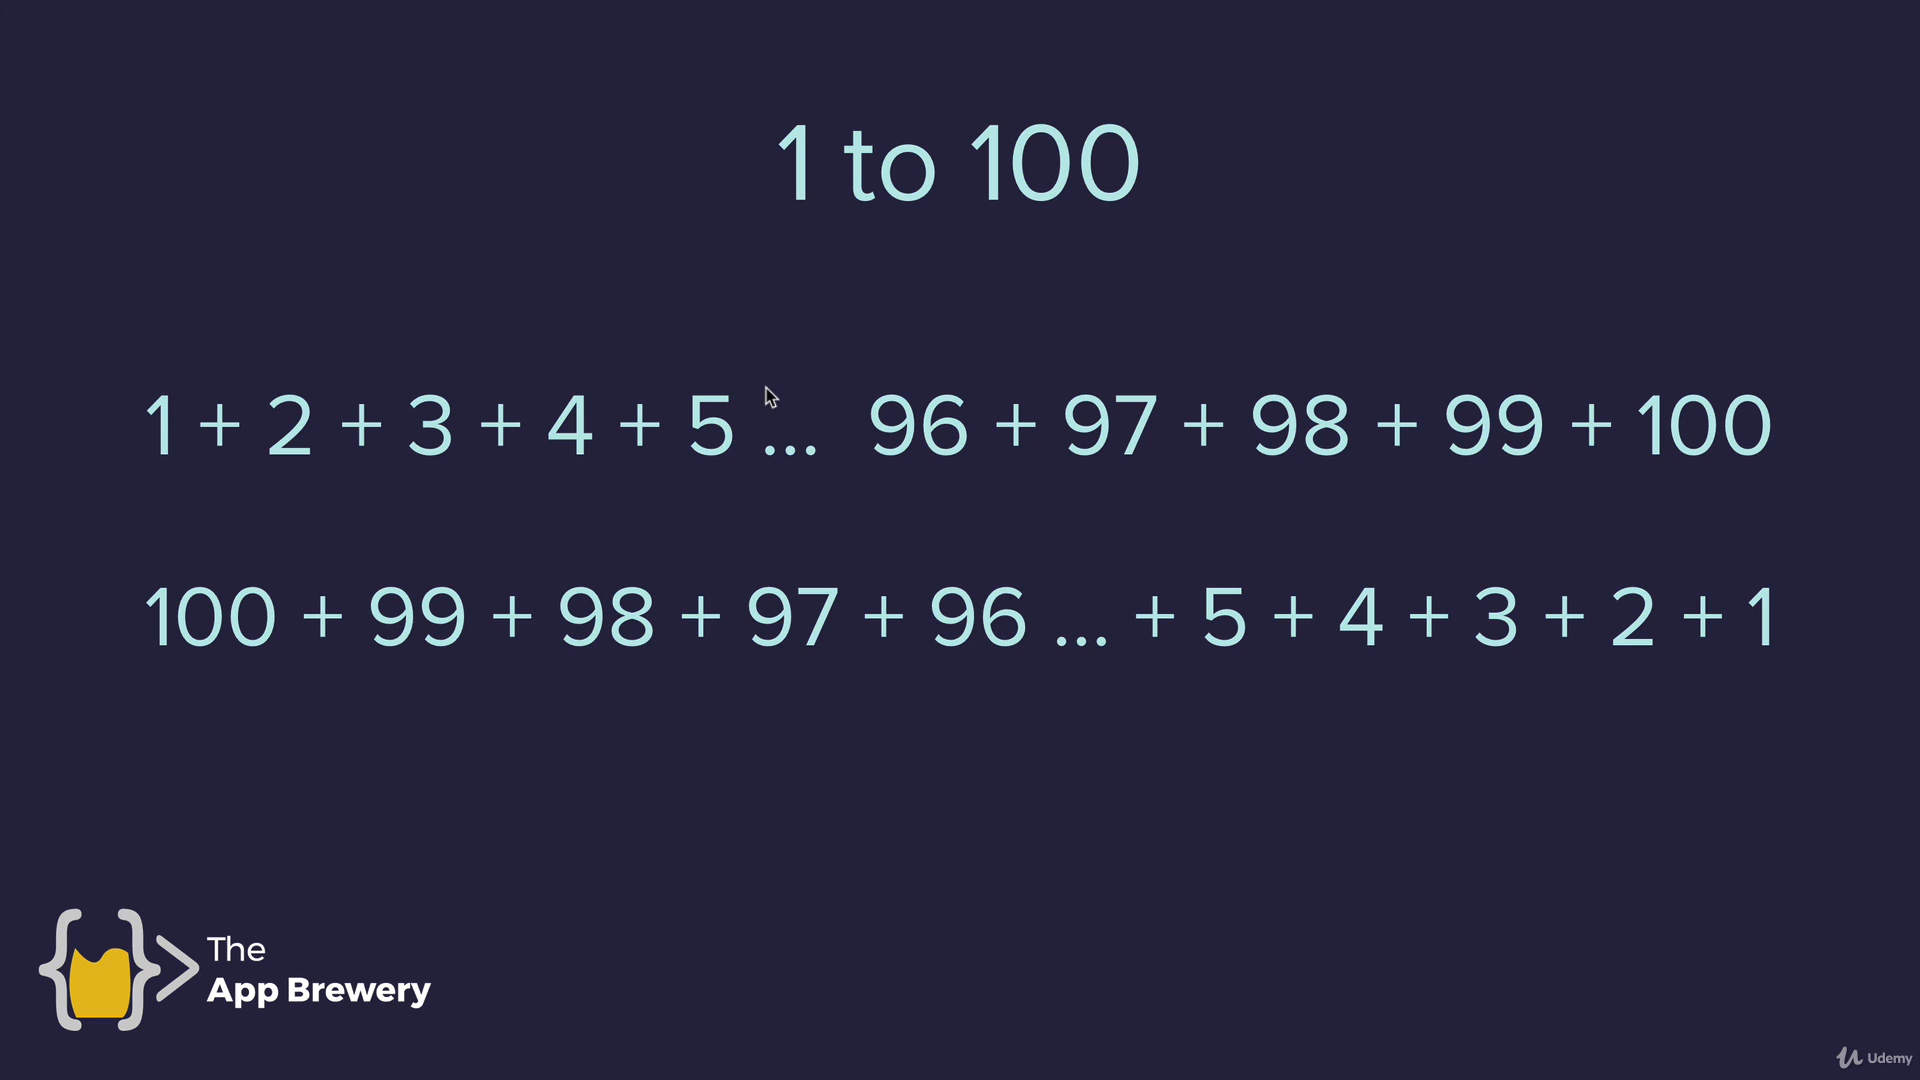 1 to 100
1 + 2 + 3 + 4 + 5 ... 96 + 97 + 98 + 99 + 100
100 + 99 + 98 + 97 + 96 ... + 5 + 4 + 3 + 2 + 1
The
App Brewery
Udemy